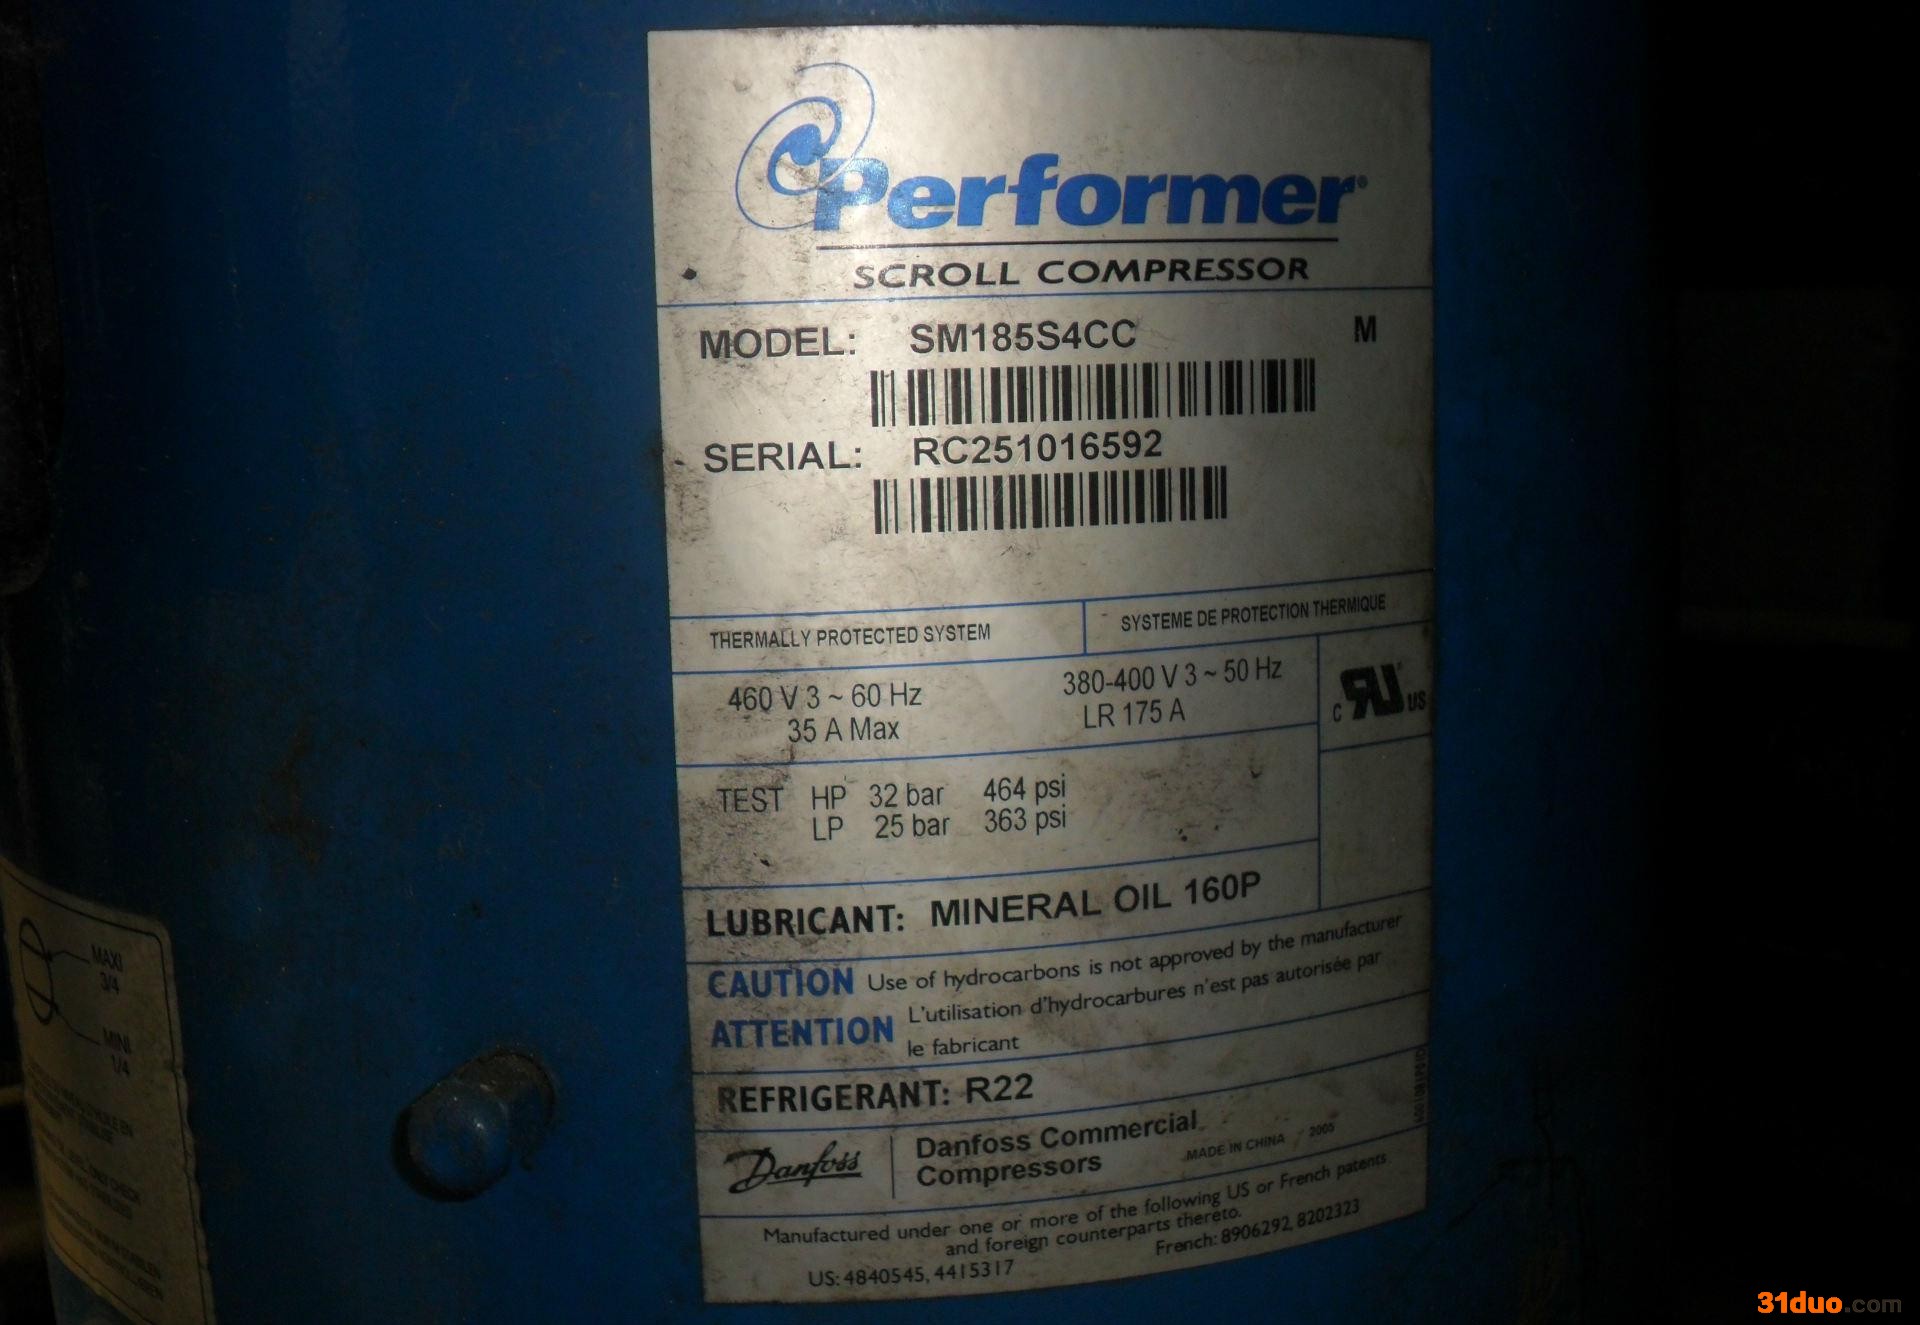 Performer®
SCROLL COMPRESSOR
MODEL: SM185S4CC M
SERIAL: RC251016592
THERMALLY PROTECTED SYSTEM
SYSTEME DE PROTECTION THERMIQUE
460 V 3 ~ 60 Hz
35 A Max
380-400 V 3 ~ 50 Hz
LR 175 A
c RU US
TEST HP 32 bar 464 psi
LP 25 bar 363 psi
LUBRICANT: MINERAL OIL 160P
CAUTION Use of hydrocarbons is not approved by the manufacturer
ATTENTION L'utilisation d'hydrocarbures n'est pas autorisée par
le fabricant
REFRIGERANT: R22
Danfoss
Danfoss Commercial
Compressors
MADE IN CHINA / 2005
Manufactured under one or more of the following US or French patents
and foreign counterparts thereto.
US: 4840545, 4415317
French: 8906292, 8202323
MAXI
3/4
MINI
1/4
31duo.com